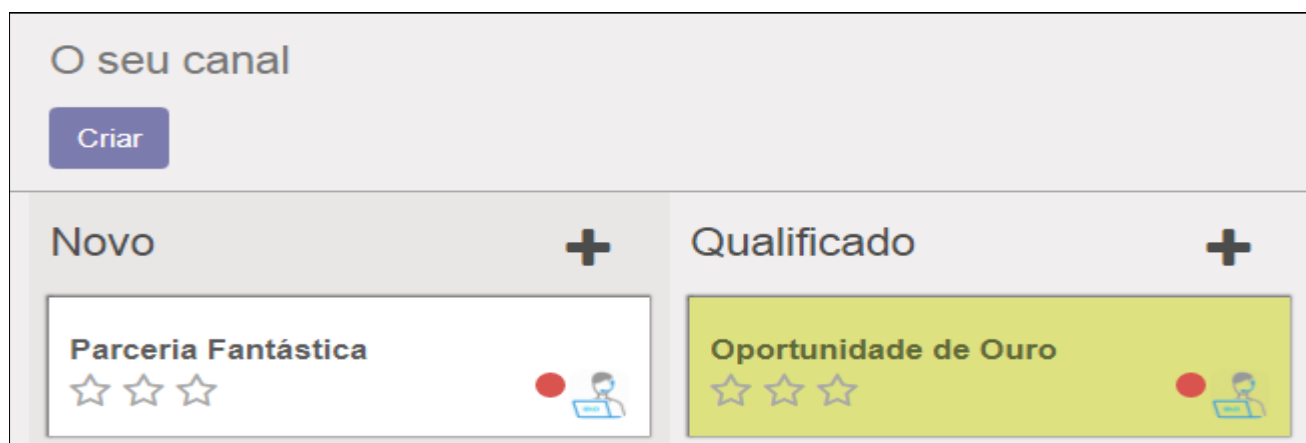 O seu canal
Criar
Novo
Qualificado
Parceria Fantástica
Oportunidade de Ouro